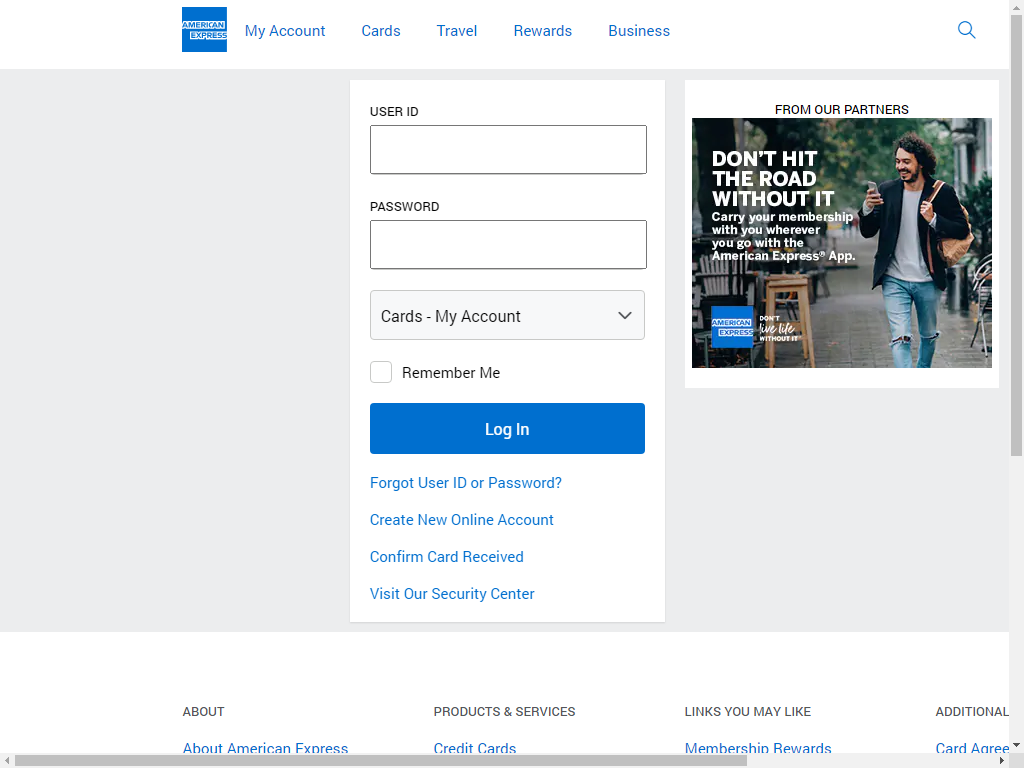 AMERICAN
EXPRESS
My Account
Cards
Travel
Rewards
Business
USER ID
PASSWORD
Cards - My Account
Remember Me
Log In
Forgot User ID or Password?
Create New Online Account
Confirm Card Received
Visit Our Security Center
FROM OUR PARTNERS
DON'T HIT
THE ROAD
WITHOUT IT
Carry your membership
with you wherever
you go with the
American Express® App.
AMERICAN
EXPRESS
DON'T
live life
WITHOUT IT
ABOUT
PRODUCTS & SERVICES
LINKS YOU MAY LIKE
ADDITIONAL
About American Express
Credit Cards
Membership Rewards
Card Agree